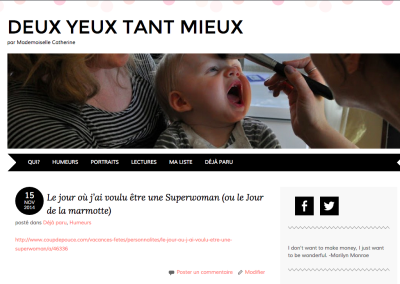 DEUX YEUX TANT MIEUX
par Mademoiselle Catherine
QUI? HUMEURS PORTRAITS LECTURES MA LISTE DÉJÀ PARU
15
NOV
2014
Le jour où j'ai voulu être une Superwoman (ou le Jour
de la marmotte)
posté dans Déjà paru, Humeurs
http://www.coupdepouce.com/vacances-fetes/personnalites/le-jour-ou-j-ai-voulu-etre-une-
superwoman/a/46336
Posser un commentaire Modifier
I don't want to make money, I just want
to be wonderful. -Marilyn Monroe